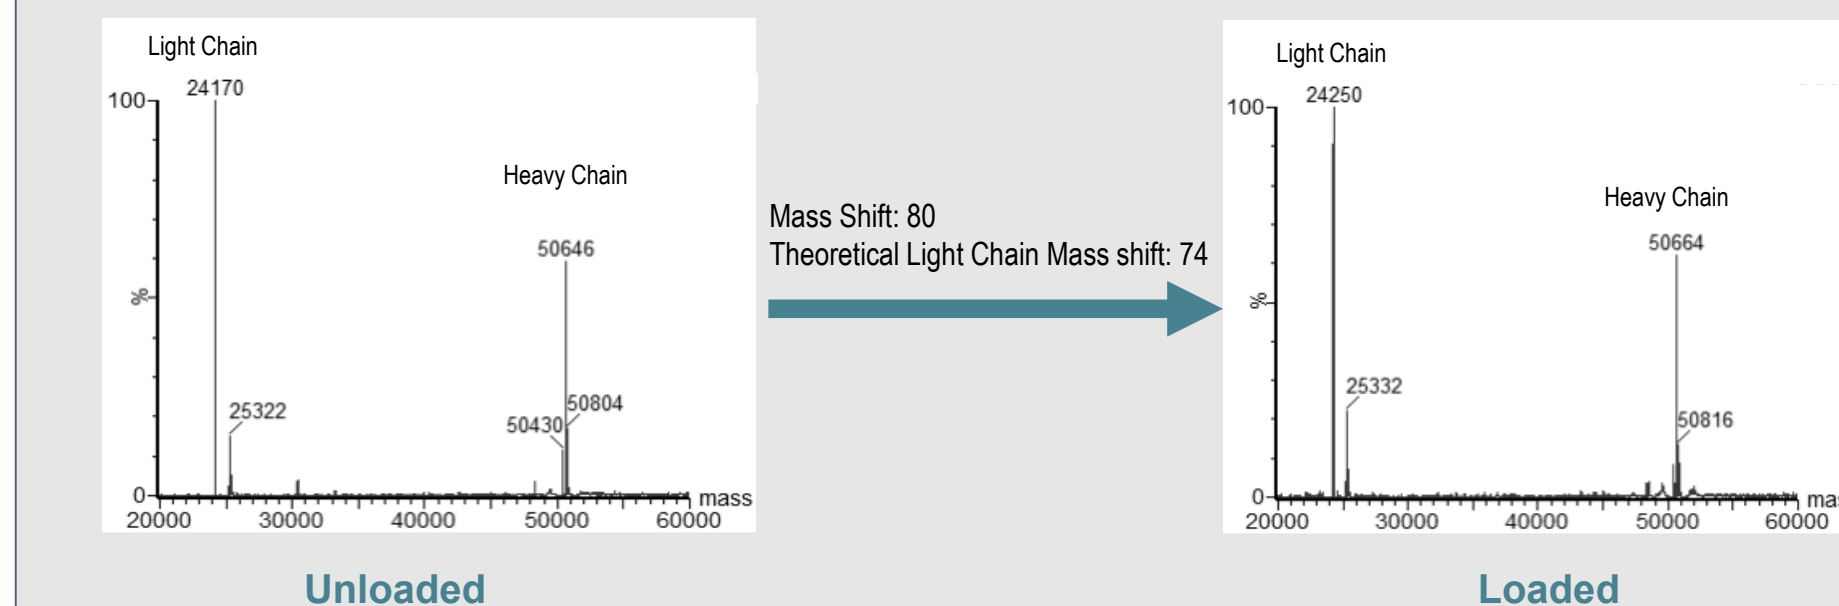 Light Chain
24170
100
Heavy Chain
50646
%
25322
50804
50430
0
mass
20000 30000 40000 50000 60000
Unloaded
Mass Shift: 80
Theoretical Light Chain Mass shift: 74
Light Chain
24250
100
Heavy Chain
50664
%
25332
50816
0
mas
20000 30000 40000 50000 60000
Loaded